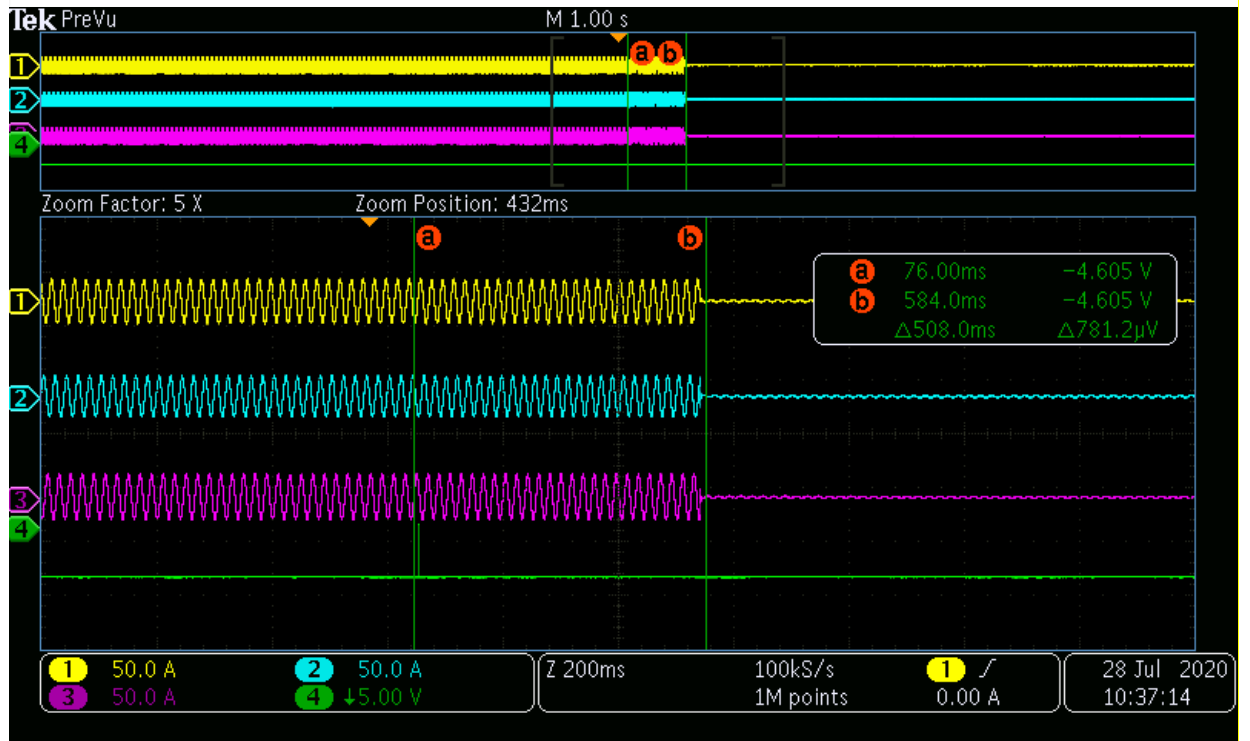 Tek PreVu M 1.00 s
a b
1
2
3
4
Zoom Factor: 5 X Zoom Position: 432ms
a b
a 76.00ms -4.605 V
b 584.0ms -4.605 V
Δ508.0ms Δ781.2μV
1
2
3
4
1 50.0 A 2 50.0 A Z 200ms 100kS/s 1 28 Jul 2020
3 50.0 A 4 ↓5.00 V 1M points 0.00 A 10:37:14